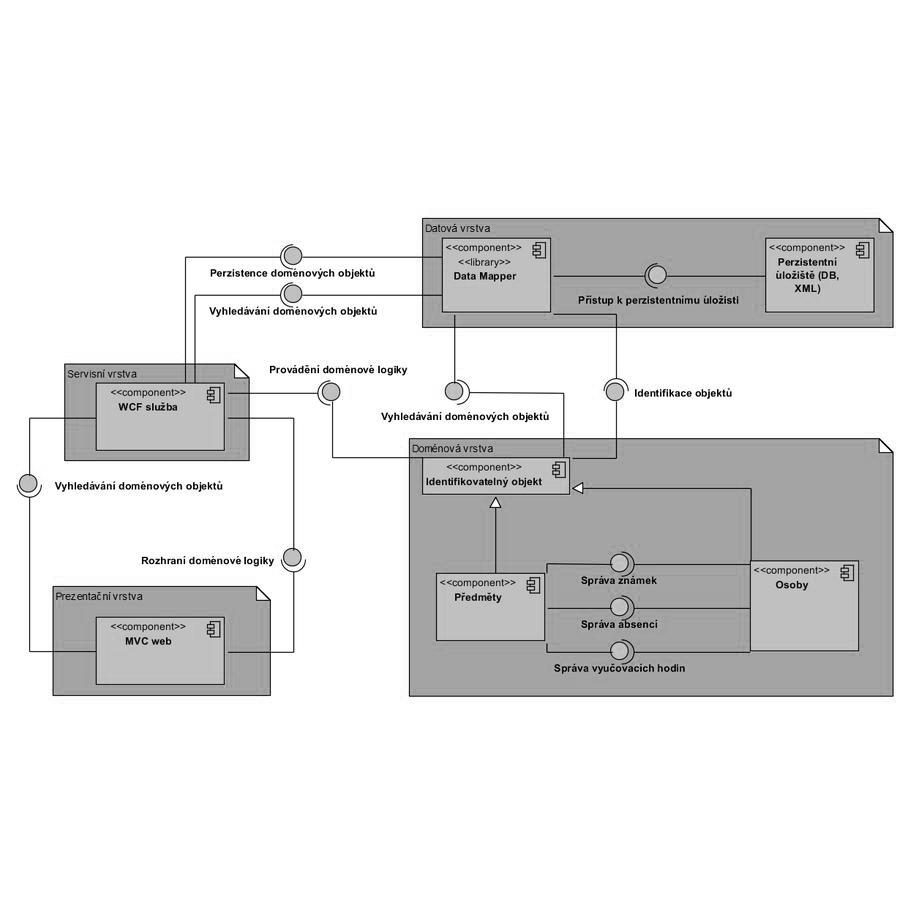 Datová vrstva
<<component>>
<<library>>
Data Mapper
<<component>>
Perzistentní
úložiště (DB,
XML)
Perzistence doménových objektů
Vyhledávání doménových objektů
Přístup k perzistentnímu úložisti
Servisní vrstva
<<component>>
WCF služba
Provádění doménové logiky
Vyhledávání doménových objektů
Identifikace objektů
Doménová vrstva
<<component>>
Identifikovatelný objekt
Vyhledávání doménových objektů
Rozhraní doménové logiky
<<component>>
Předměty
Správa známek
Správa absencí
Správa vyučovacích hodin
<<component>>
Osoby
Prezentační vrstva
<<component>>
MVC web